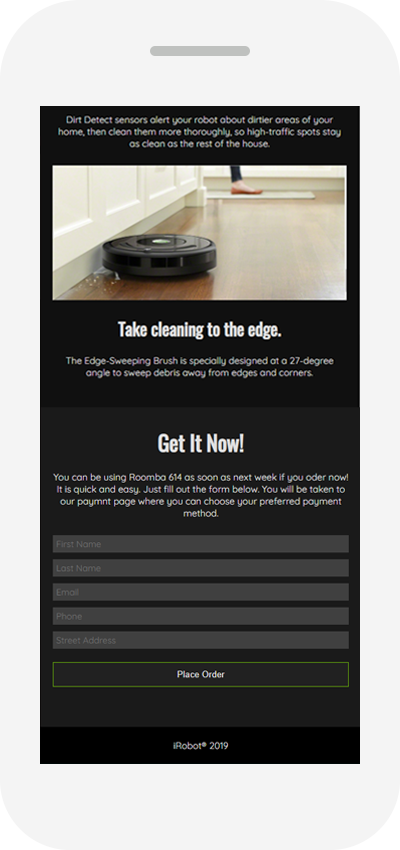 Dirt Detect sensors alert your robot about dirtier areas of your
home, then clean them more thoroughly, so high-traffic spots stay
as clean as the rest of the house.
Take cleaning to the edge.
The Edge-Sweeping Brush is specially designed at a 27-degree
angle to sweep debris away from edges and corners.
Get It Now!
You can be using Roomba 614 as soon as next week if you oder now!
It is quick and easy. Just fill out the form below. You will be taken to
our paymnt page where you can choose your preferred payment
method.
First Name
Last Name
Email
Phone
Street Address
Place Order
iRobot® 2019